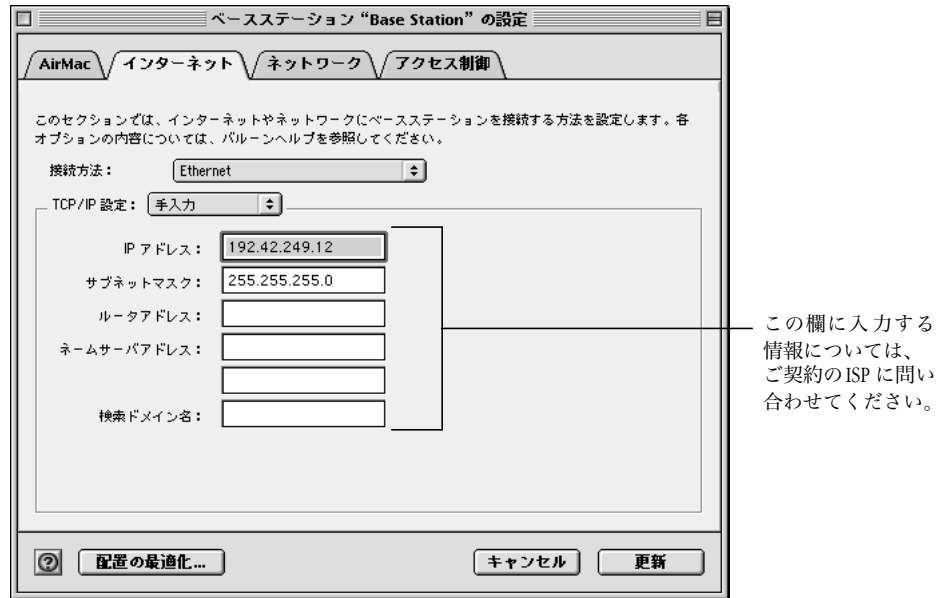 ベースステーション“Base Station”の設定
AirMac
インターネット
ネットワーク
アクセス制御
このセクションでは、インターネットやネットワークにベースステーションを接続する方法を設定します。各
オプションの内容については、バルーンヘルプを参照してください。
接続方法：
Ethernet
TCP/IP 設定：
手入力
IP アドレス：
192.42.249.12
サブネットマスク：
255.255.255.0
ルータアドレス：
ネームサーバアドレス：
検索ドメイン名：
この欄に入力する
情報については、
ご契約のISP に問い
合わせてください。
?
配置の最適化...
キャンセル
更新